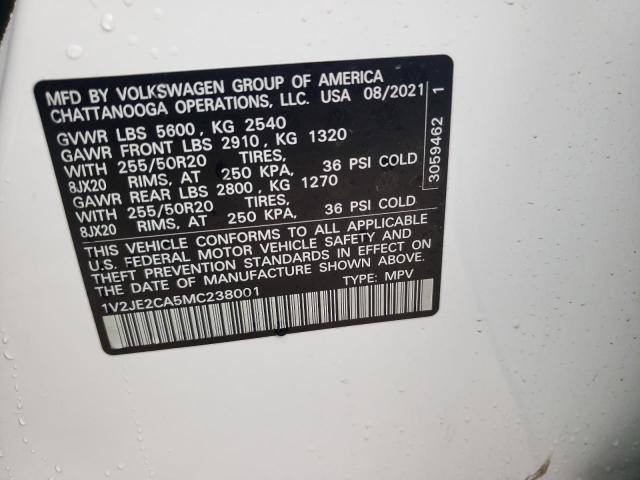 MFD BY VOLKSWAGEN GROUP OF AMERICA
CHATTANOOGA OPERATIONS, LLC. USA 08/2021
GVWR LBS 5600, KG 2540
GAWR FRONT LBS 2910, KG 1320
WITH 255/50R20 TIRES,
8JX20 RIMS, AT 250 KPA, 36 PSI COLD
GAWR REAR LBS 2800, KG 1270
WITH 255/50R20 TIRES,
8JX20 RIMS, AT 250 KPA, 36 PSI COLD
THIS VEHICLE CONFORMS TO ALL APPLICABLE
U.S. FEDERAL MOTOR VEHICLE SAFETY AND
THEFT PREVENTION STANDARDS IN EFFECT ON
THE DATE OF MANUFACTURE SHOWN ABOVE.
1V2JE2CA5MC238001 TYPE: MPV
3059462 1